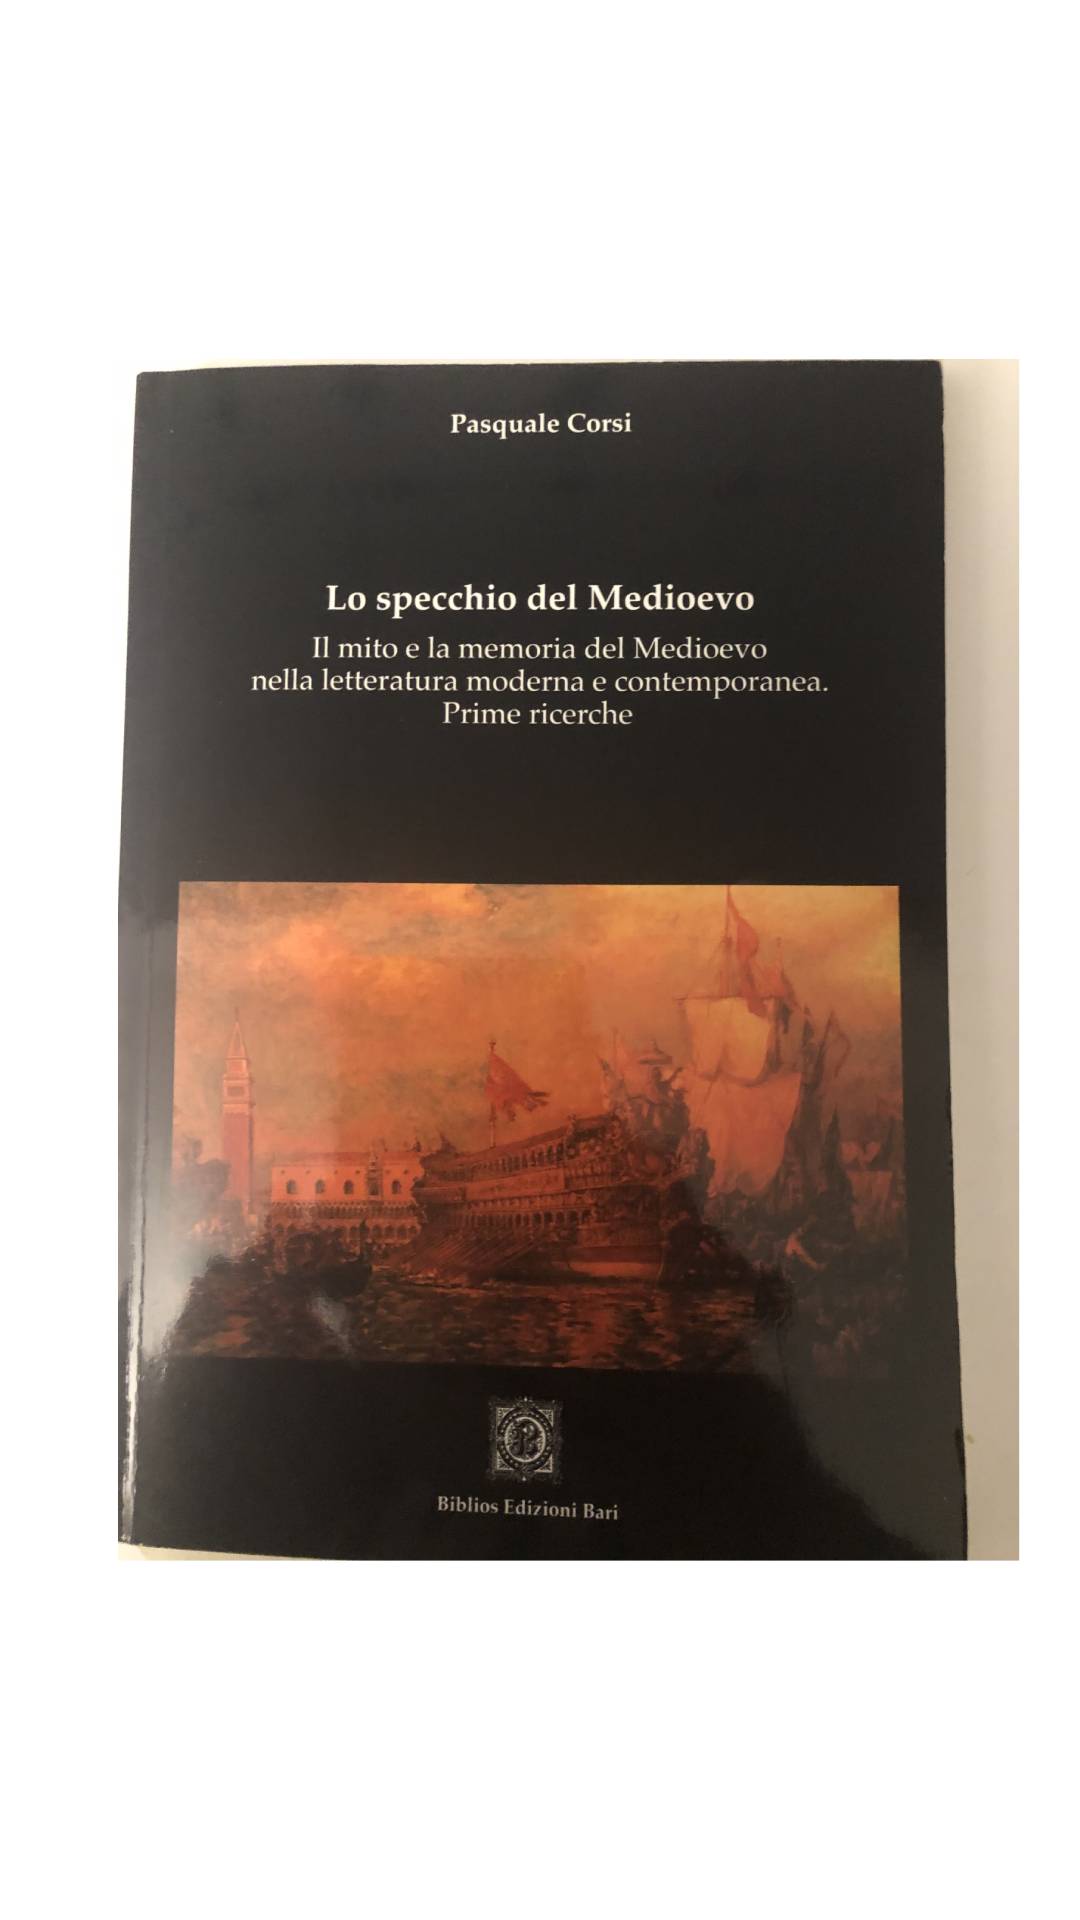 Pasquale Corsi
Lo specchio del Medioevo
Il mito e la memoria del Medioevo
nella letteratura moderna e contemporanea.
Prime ricerche
Biblios Edizioni Bari